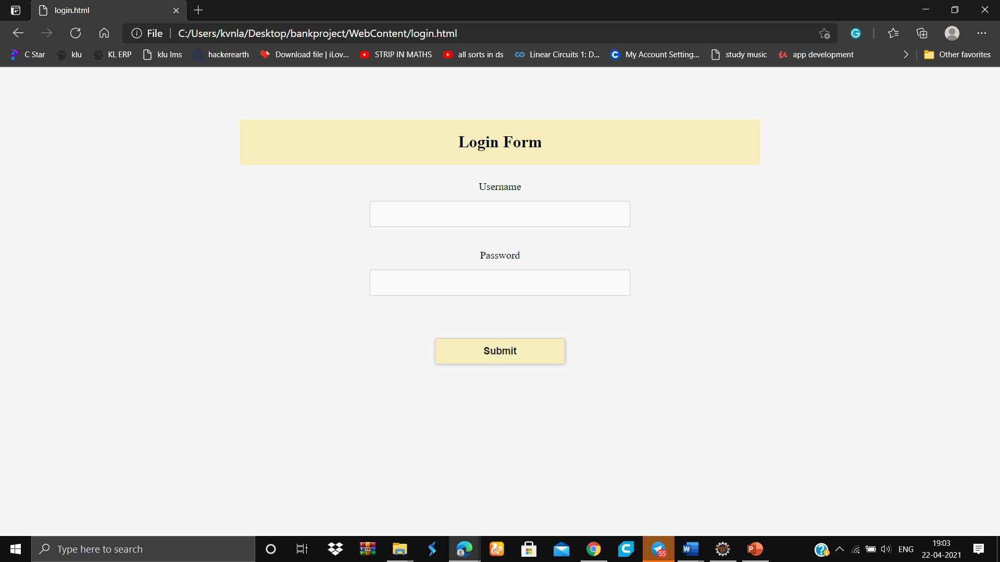 login.html
File
C:/Users/kvnla/Desktop/bankproject/WebContent/login.html
C Star
klu
KL ERP
klu lms
hackerearth
Download file | iLov...
STRIP IN MATHS
all sorts in ds
Linear Circuits 1: D...
My Account Setting...
study music
app development
Other favorites
Login Form
Username
Password
Submit
Type here to search
55
ENG
19:03
22-04-2021